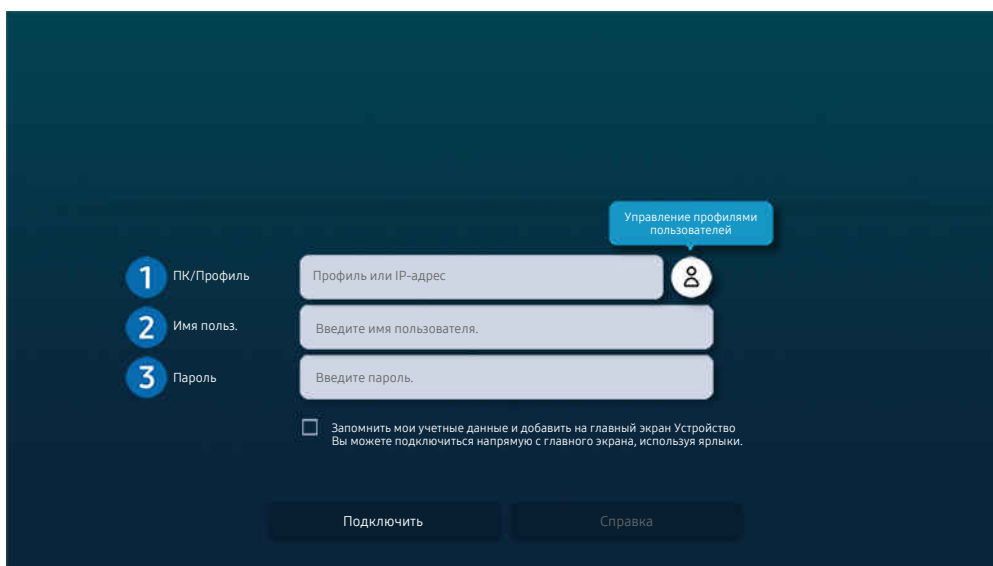 Управление профилями
пользователей
1 ПК/Профиль Профиль или IP-адрес
2 Имя польз. Введите имя пользователя.
3 Пароль Введите пароль.
Запомнить мои учетные данные и добавить на главный экран Устройство
Вы можете подключиться напрямую с главного экрана, используя ярлыки.
Подключить Справка